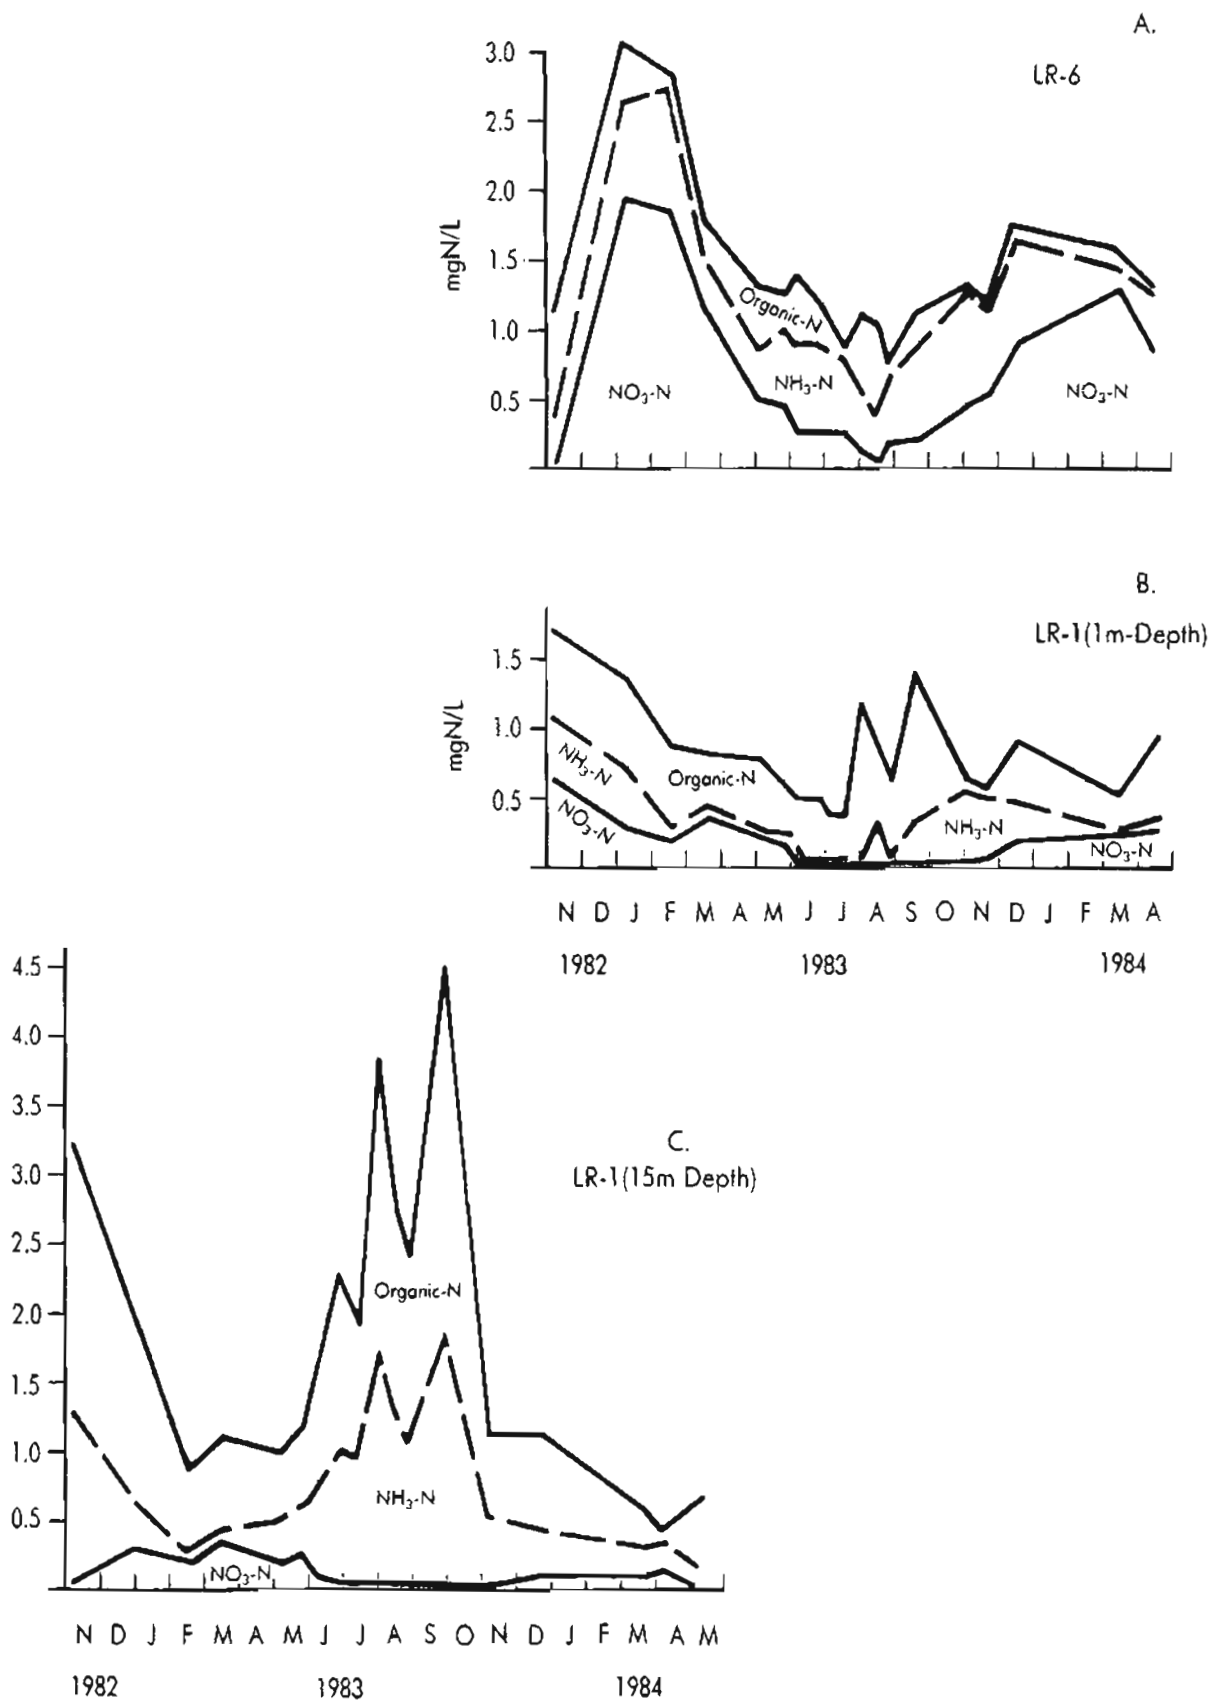 A.
LR-6
3.0
2.5
2.0
1.5
1.0
0.5
mgN/L
Organic-N
NH₃-N
NO₃-N
NO₃-N
B.
LR-1(1m-Depth)
1.5
1.0
0.5
mgN/L
NH₃-N
NO₃-N
Organic-N
NH₃-N
NO₃-N
N D J F M A M J J A S O N D J F M A
1982 1983 1984
4.5
4.0
3.5
3.0
2.5
2.0
1.5
1.0
0.5
C.
LR-1(15m Depth)
Organic-N
NH₃-N
NO₃-N
N D J F M A M J J A S O N D J F M A M
1982 1983 1984